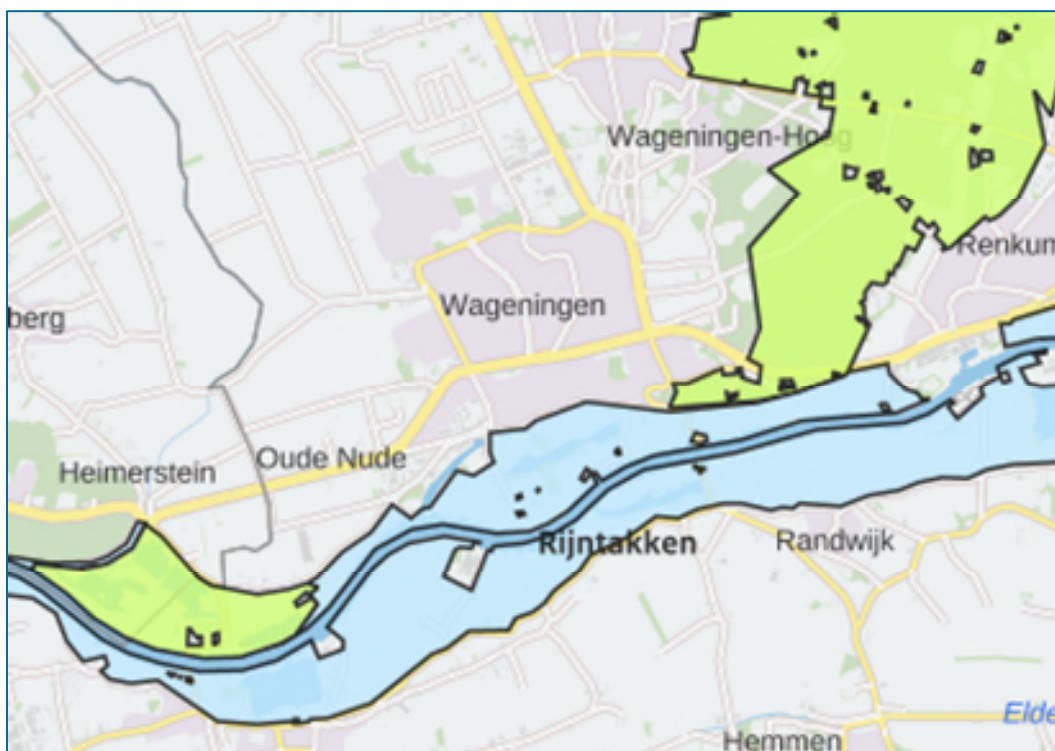 Wageningen-Hoog
Renkum
Wageningen
berg
Oude Nude
Heimerstein
Rijntakken
Randwijk
Elde
Hemmen